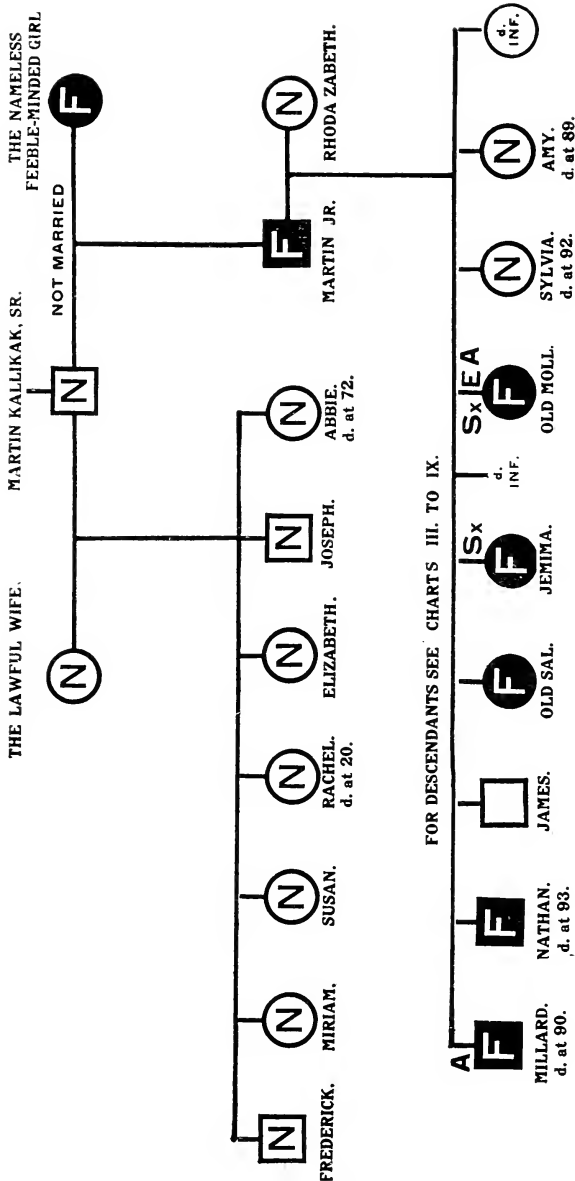 THE LAWFUL WIFE.
MARTIN KALLIKAK, SR.
THE NAMELESS
FEEBLE-MINDED GIRL
N
N
NOT MARRIED
F
N
N
N
N
N
N
N
FREDERICK.
MIRIAM.
SUSAN.
RACHEL.
d. at 20.
ELIZABETH.
JOSEPH.
ABBIE.
d. at 72.
F
N
MARTIN JR.
RHODA ZABETH.
FOR DESCENDANTS SEE CHARTS III. TO IX.
A
F
F
F
Sx
F
d.
INF.
Sx E A
F
N
N
d.
INF.
MILLARD.
d. at 90.
NATHAN.
d. at 93.
JAMES.
OLD SAL.
JEMIMA.
OLD MOLL.
SYLVIA.
d. at 92.
AMY.
d. at 89.